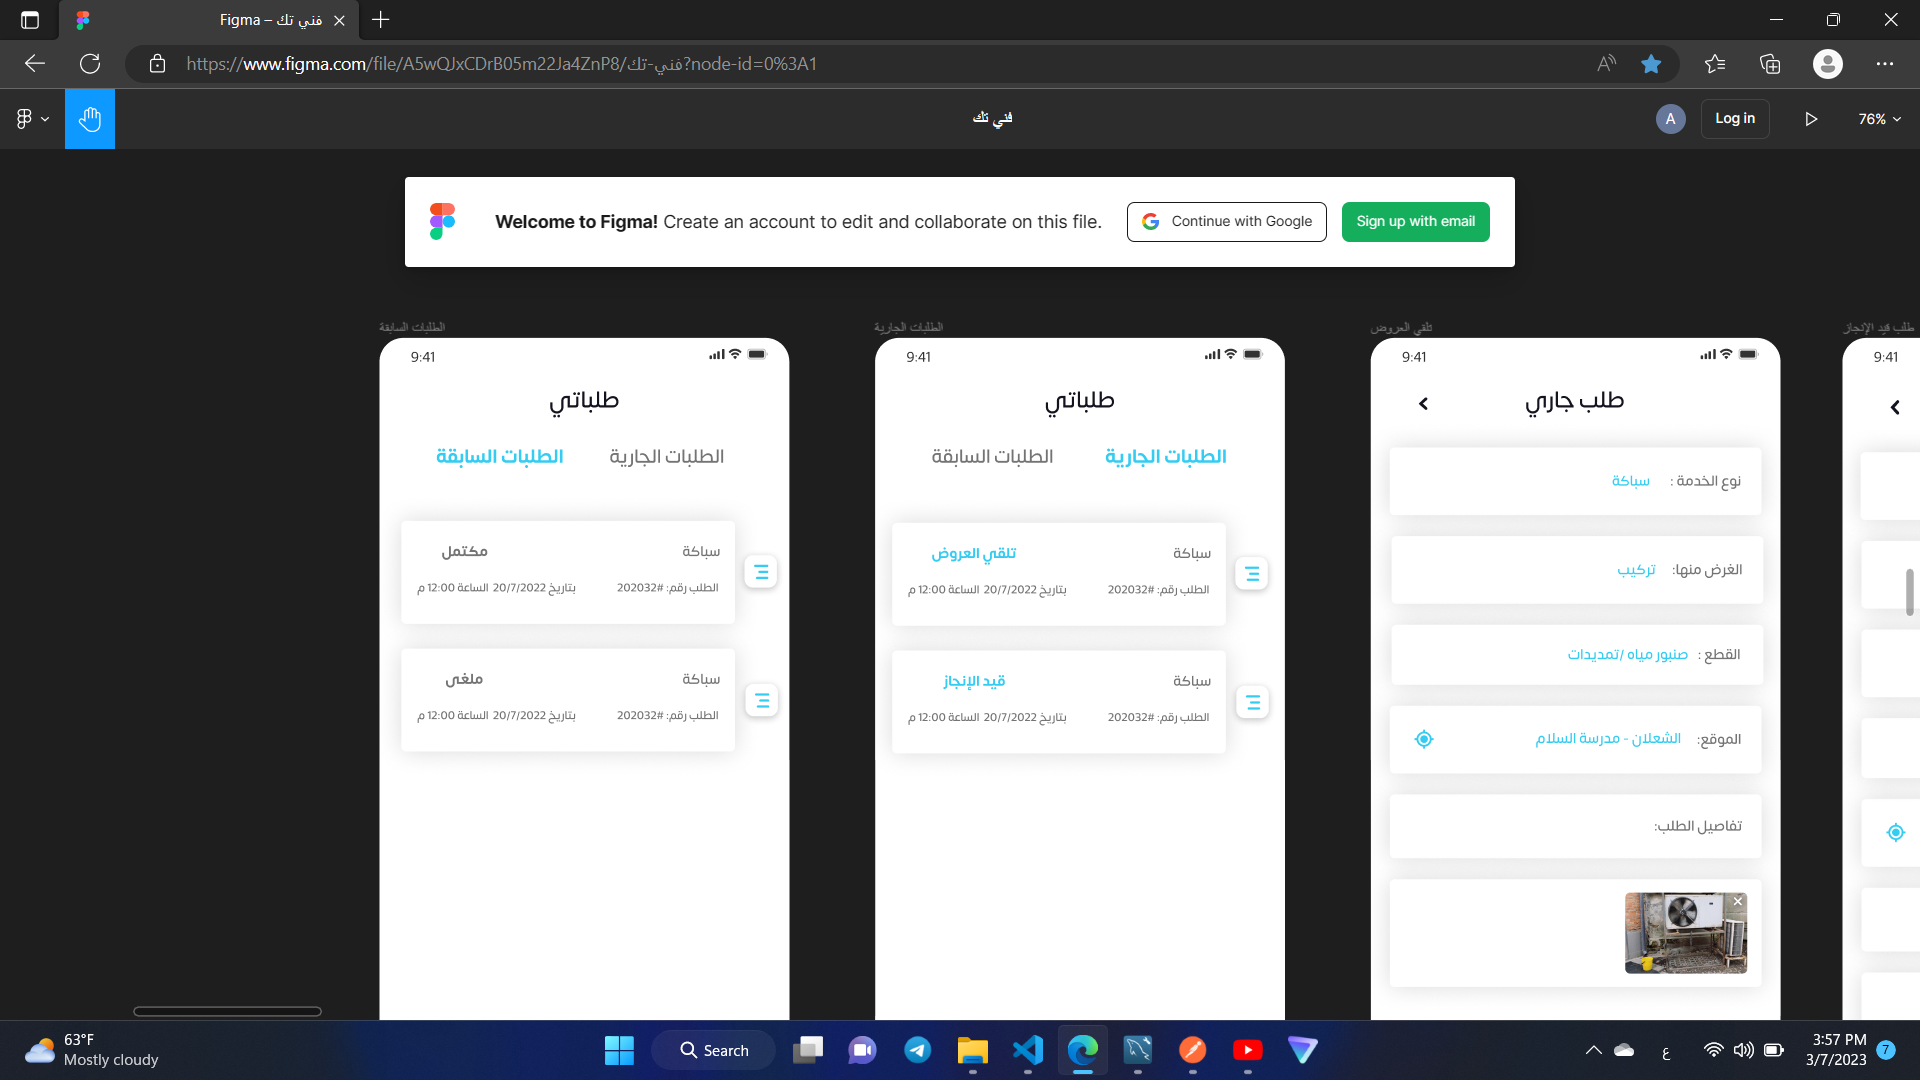 Figma – فني تك
https://www.figma.com/file/A5wQJxCDrB05m22Ja4ZnP8/فني-تك?node-id=0%3A1
فني تك
A
Log in
76%
Welcome to Figma! Create an account to edit and collaborate on this file.
Continue with Google
Sign up with email
الطلبات السابقة
9:41
طلباتي
الطلبات الجارية
الطلبات السابقة
سباكة
مكتمل
الطلب رقم: #202032
بتاريخ 20/7/2022 الساعة 12:00 م
سباكة
ملغى
الطلب رقم: #202032
بتاريخ 20/7/2022 الساعة 12:00 م
الطلبات الجارية
9:41
طلباتي
الطلبات الجارية
الطلبات السابقة
سباكة
تلقي العروض
الطلب رقم: #202032
بتاريخ 20/7/2022 الساعة 12:00 م
سباكة
قيد الإنجاز
الطلب رقم: #202032
بتاريخ 20/7/2022 الساعة 12:00 م
تلقي العروض
9:41
طلب جاري
نوع الخدمة : سباكة
الغرض منها: تركيب
القطع : صنبور مياه /تمديدات
الموقع: الشعلان - مدرسة السلام
تفاصيل الطلب:
طلب قيد الإنجاز
9:41
63°F
Mostly cloudy
Search
ع
3:57 PM
3/7/2023
7